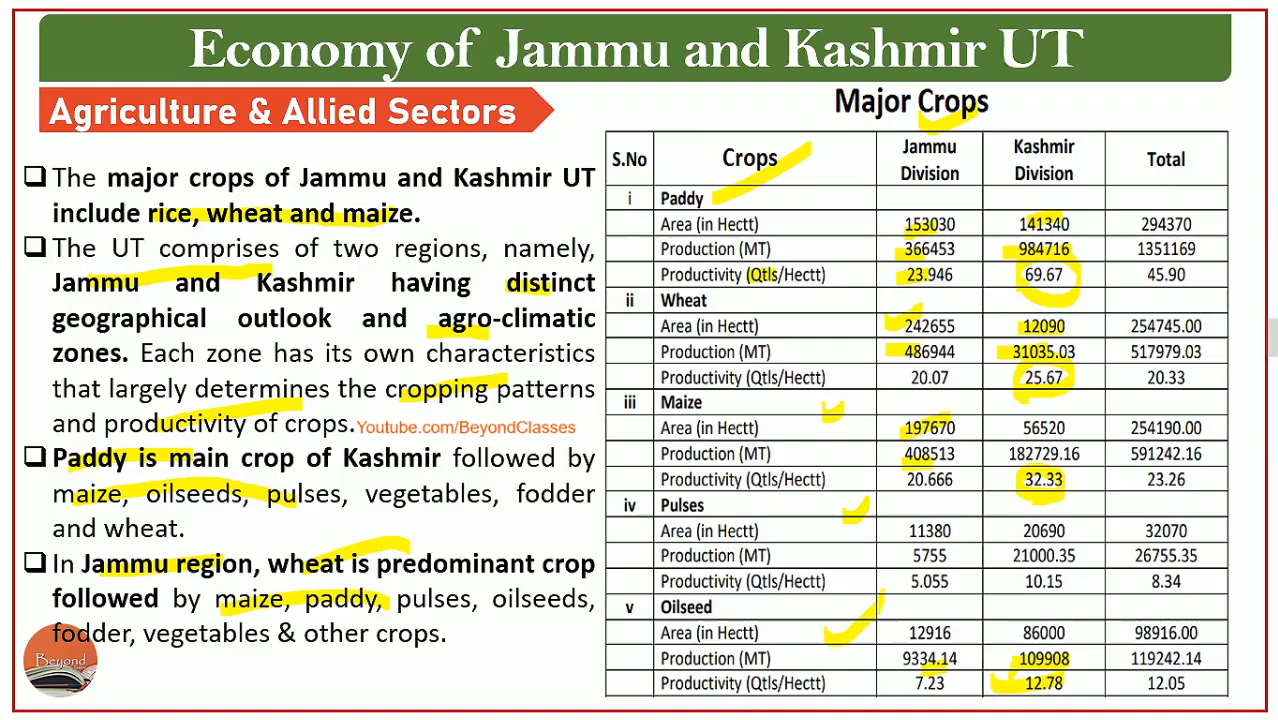 Economy of Jammu and Kashmir UT
Agriculture & Allied Sectors
❑ The major crops of Jammu and Kashmir UT
include rice, wheat and maize.
❑ The UT comprises of two regions, namely,
Jammu and Kashmir having distinct
geographical outlook and agro-climatic
zones. Each zone has its own characteristics
that largely determines the cropping patterns
and productivity of crops. Youtube.com/BeyondClasses
❑ Paddy is main crop of Kashmir followed by
maize, oilseeds, pulses, vegetables, fodder
and wheat.
❑ In Jammu region, wheat is predominant crop
followed by maize, paddy, pulses, oilseeds,
fodder, vegetables & other crops.
Beyond
Major Crops
S.No Crops Jammu Division Kashmir Division Total
i Paddy
Area (in Hectt) 153030 141340 294370
Production (MT) 366453 984716 1351169
Productivity (Qtls/Hectt) 23.946 69.67 45.90
ii Wheat
Area (in Hectt) 242655 12090 254745.00
Production (MT) 486944 31035.03 517979.03
Productivity (Qtls/Hectt) 20.07 25.67 20.33
iii Maize
Area (in Hectt) 197670 56520 254190.00
Production (MT) 408513 182729.16 591242.16
Productivity (Qtls/Hectt) 20.666 32.33 23.26
iv Pulses
Area (in Hectt) 11380 20690 32070
Production (MT) 5755 21000.35 26755.35
Productivity (Qtls/Hectt) 5.055 10.15 8.34
v Oilseed
Area (in Hectt) 12916 86000 98916.00
Production (MT) 9334.14 109908 119242.14
Productivity (Qtls/Hectt) 7.23 12.78 12.05